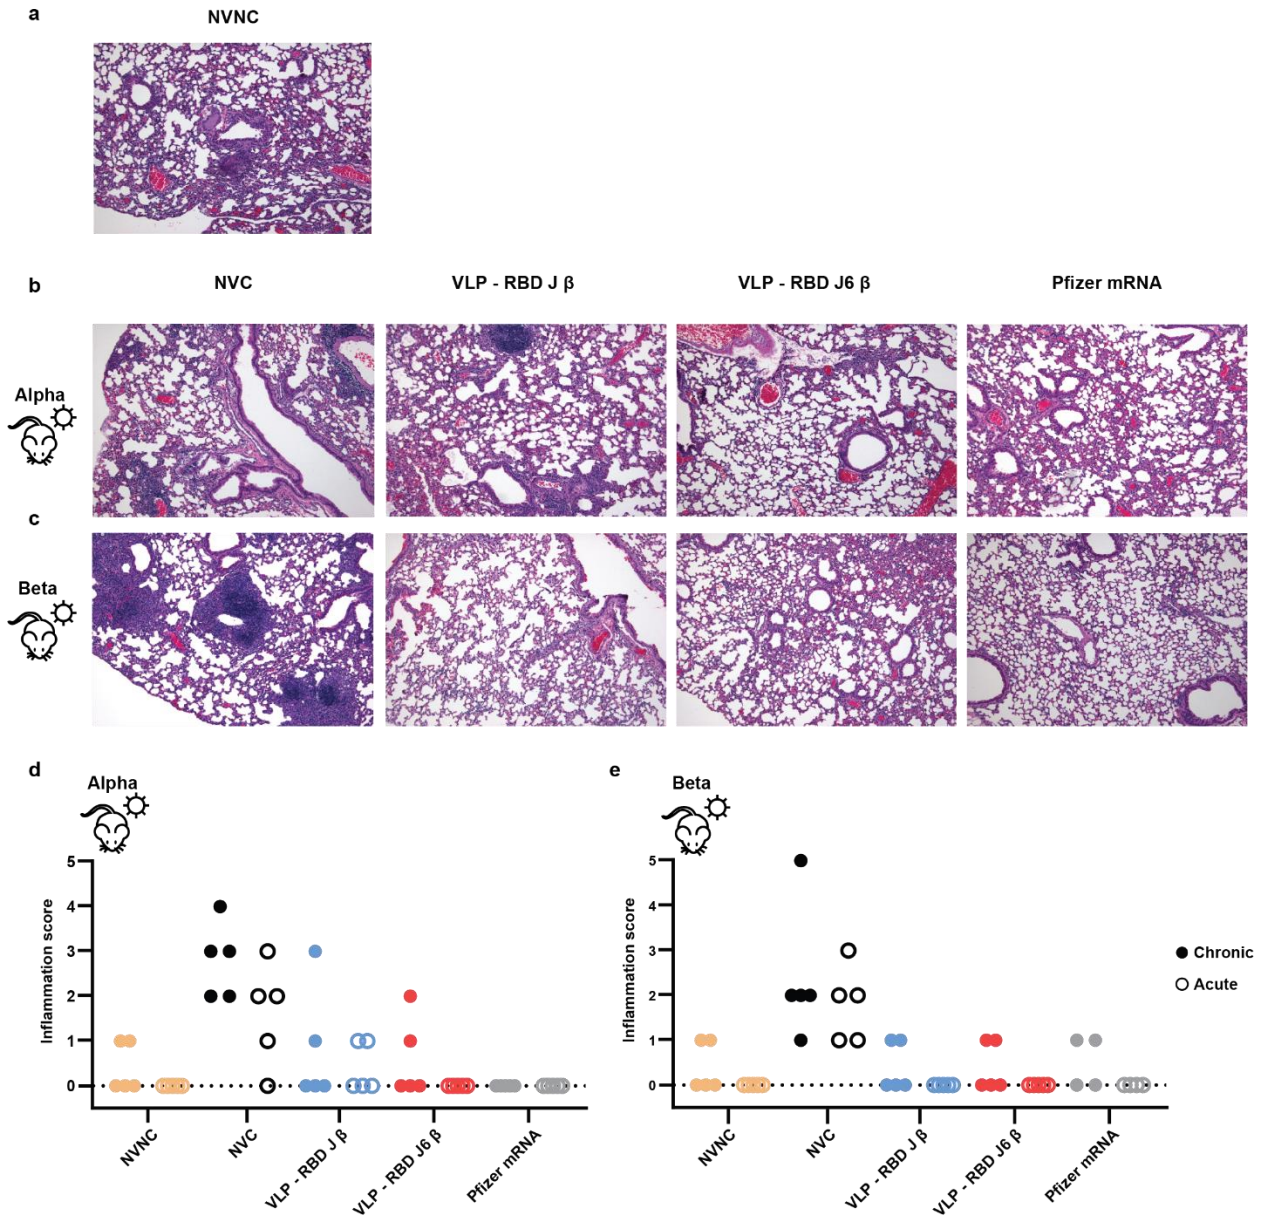 a
NVNC
b
NVC
VLP - RBD J β
VLP - RBD J6 β
Pfizer mRNA
Alpha
c
Beta
d
Alpha
Inflammation score
5
4
3
2
1
0
NVNC
NVC
VLP - RBD J β
VLP - RBD J6 β
Pfizer mRNA
e
Beta
Inflammation score
5
4
3
2
1
0
NVNC
NVC
VLP - RBD J β
VLP - RBD J6 β
Pfizer mRNA
Chronic
Acute